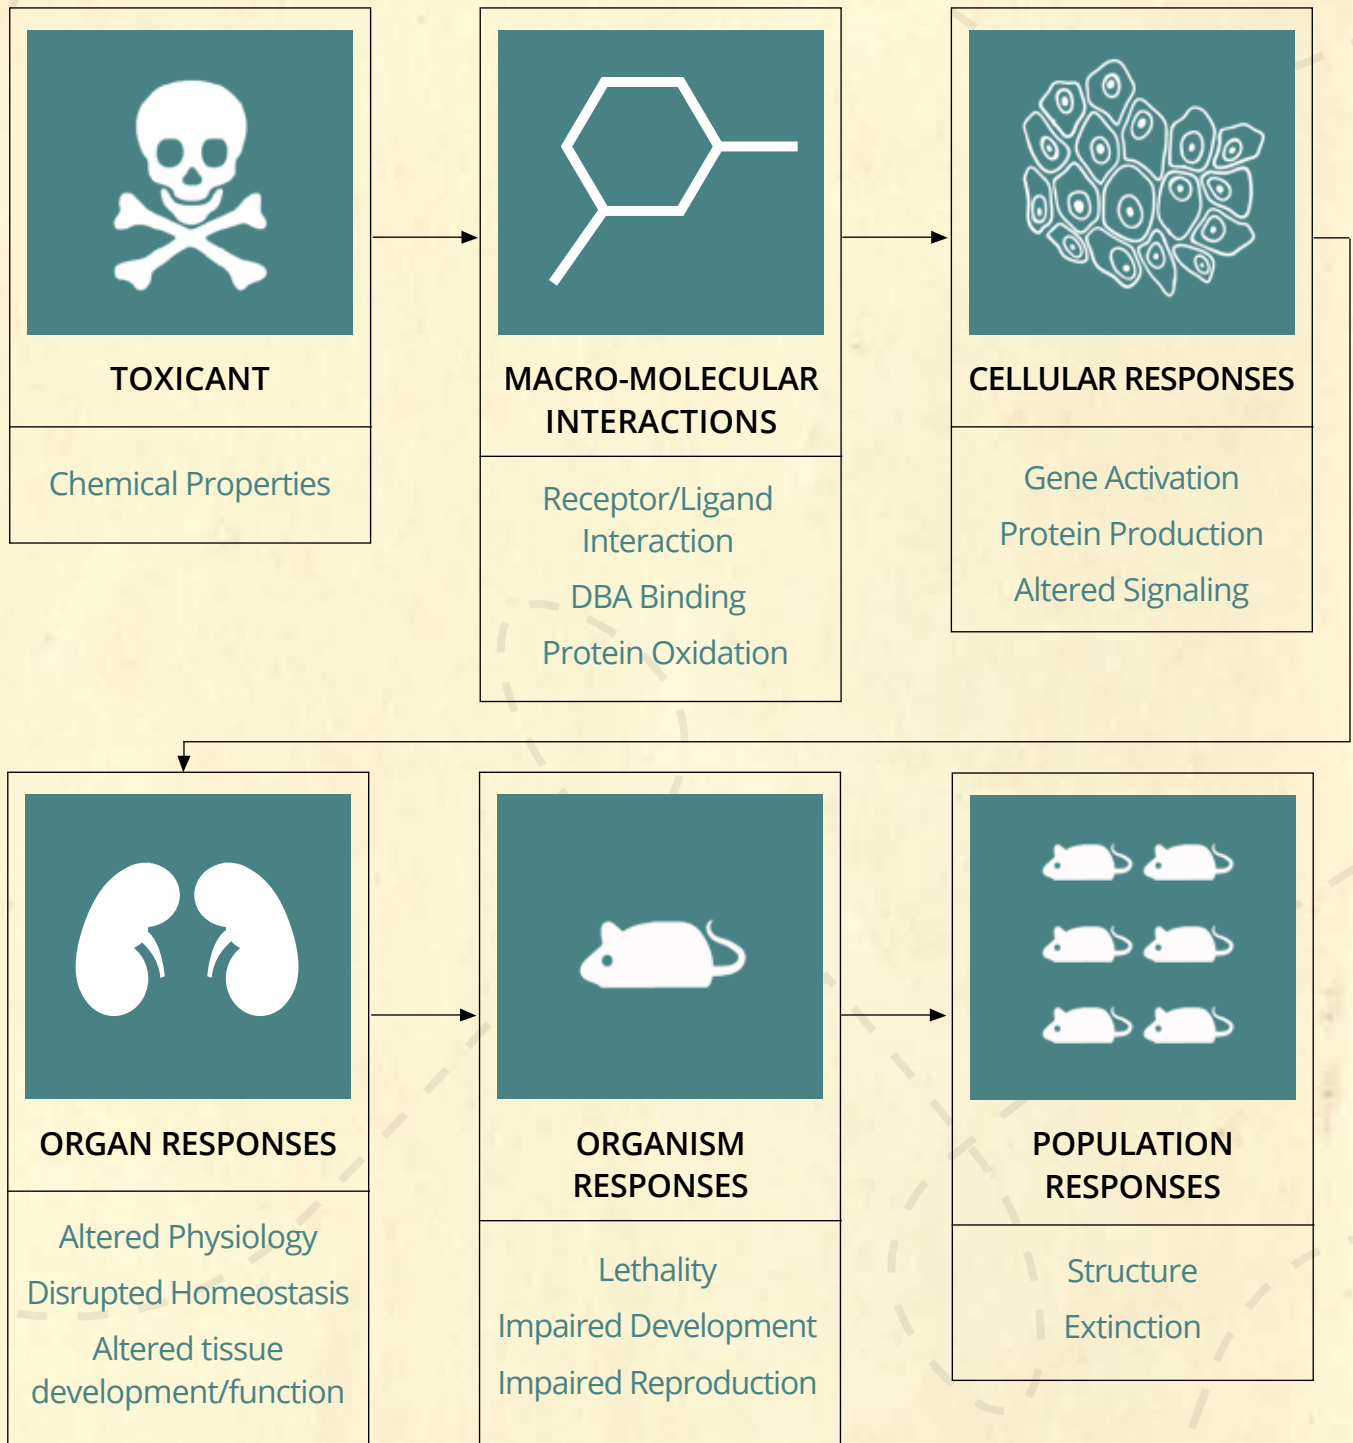 TOXICANT
Chemical Properties
MACRO-MOLECULAR
INTERACTIONS
Receptor/Ligand
Interaction
DBA Binding
Protein Oxidation
CELLULAR RESPONSES
Gene Activation
Protein Production
Altered Signaling
ORGAN RESPONSES
Altered Physiology
Disrupted Homeostasis
Altered tissue
development/function
ORGANISM
RESPONSES
Lethality
Impaired Development
Impaired Reproduction
POPULATION
RESPONSES
Structure
Extinction